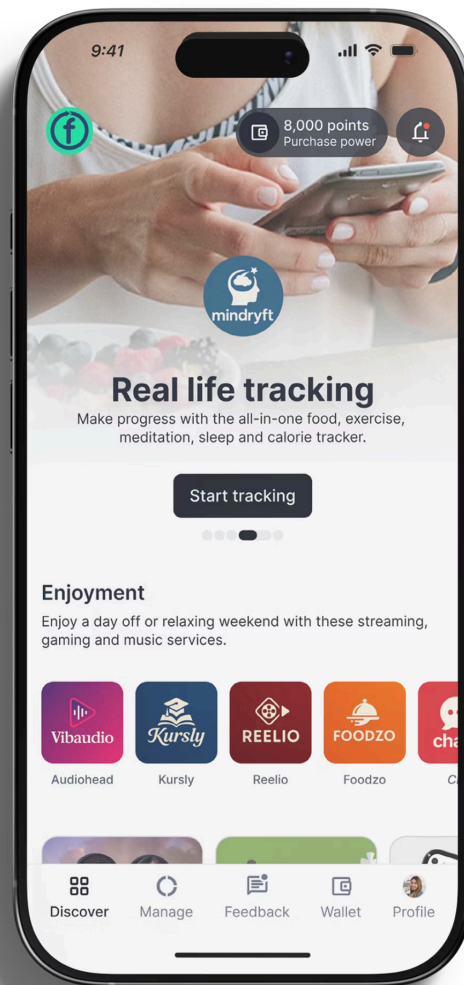 9:41
8,000 points
Purchase power
mindryft
Real life tracking
Make progress with the all-in-one food, exercise,
meditation, sleep and calorie tracker.
Start tracking
Enjoyment
Enjoy a day off or relaxing weekend with these streaming,
gaming and music services.
Vibaudio
Kursly
REELIO
FOODZO
cha
Audiohead
Kursly
Reelio
Foodzo
Discover
Manage
Feedback
Wallet
Profile